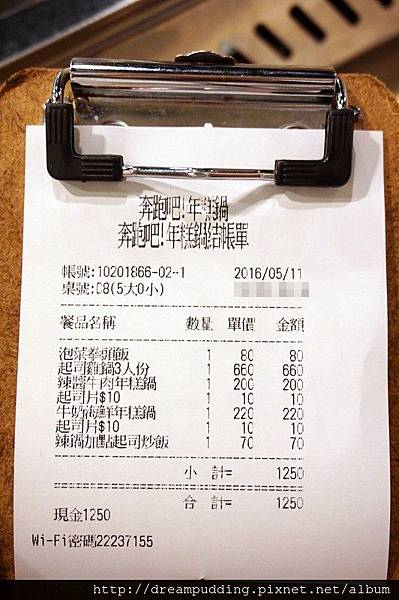 奔跑吧!年糕鍋
奔跑吧!年糕鍋結帳單
帳號:10201866-02-1 2016/05/11
桌號:08(5大0小)
餐品名稱 數量 單價 金額
泡菜拳頭飯 1 80 80
起司雞鍋3人份 1 660 660
辣醬牛肉年糕鍋 1 200 200
起司片$10 1 10 10
牛奶海鮮年糕鍋 1 220 220
起司片$10 1 10 10
辣鍋加點起司炒飯 1 70 70
小 計= 1250
合 計= 1250
現金1250
Wi-Fi密碼22237155
http://dreampudding.pixnet.net/album